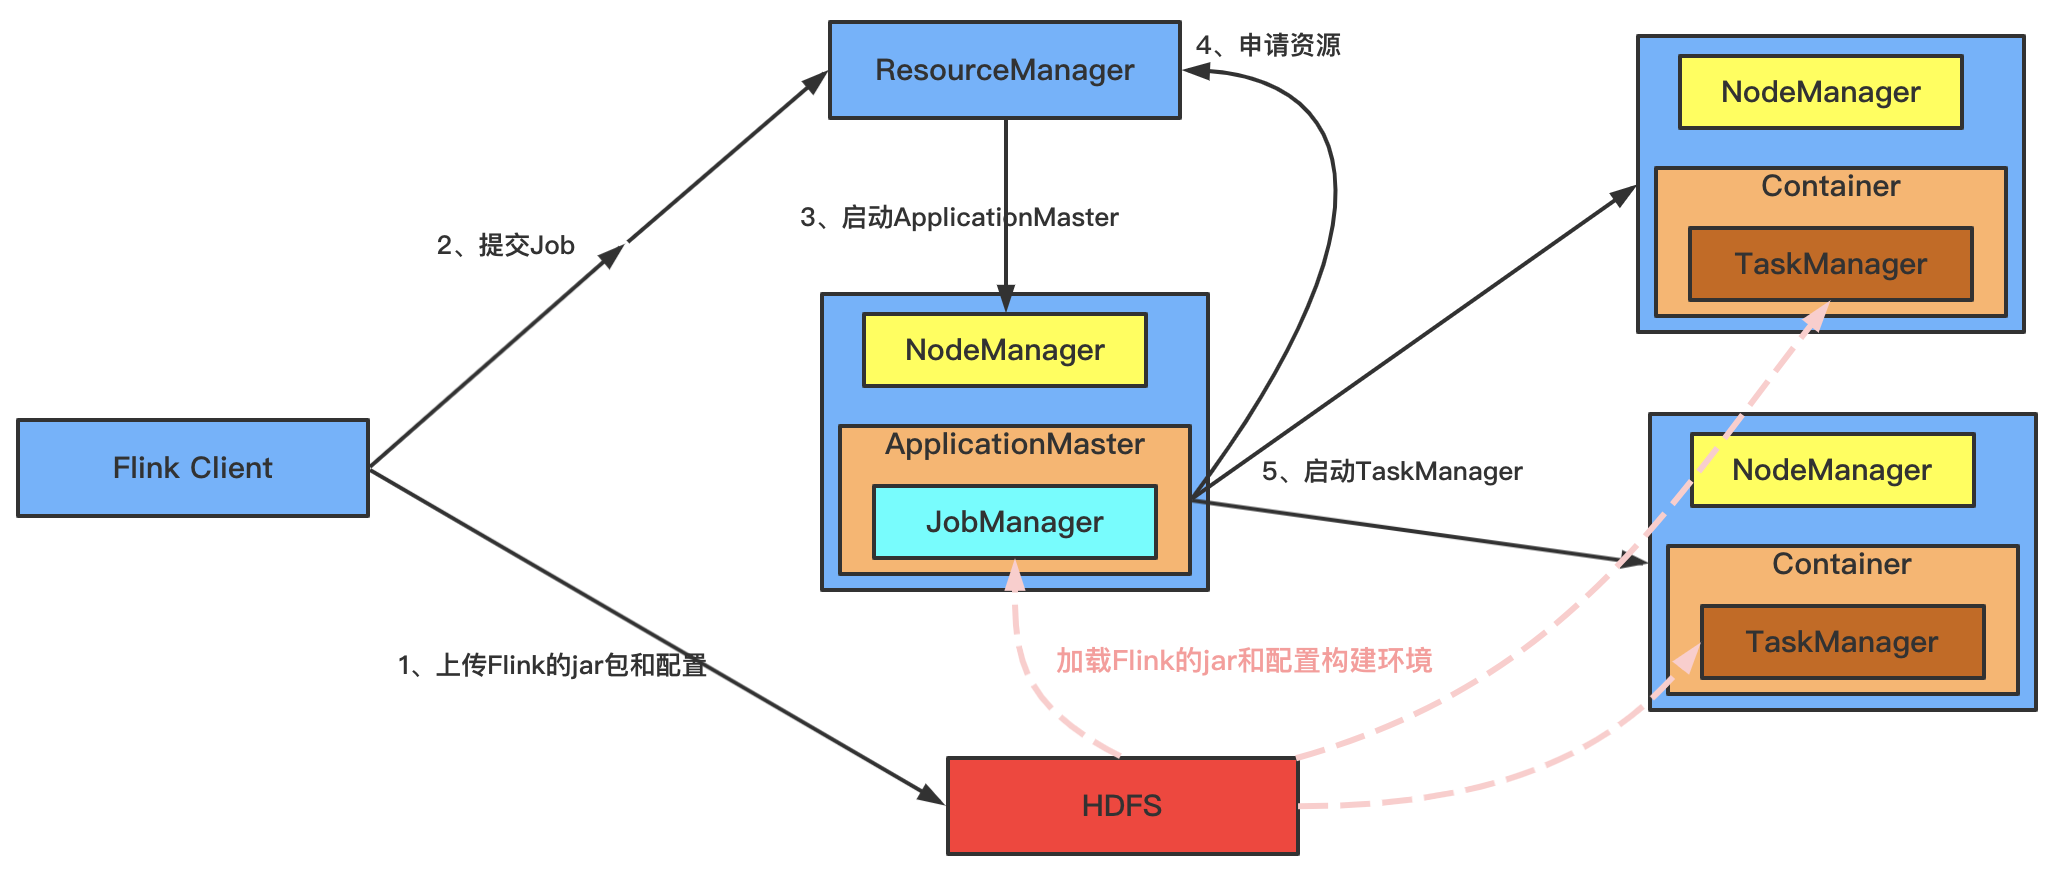 ResourceManager
4、申请资源
NodeManager
Container
TaskManager
2、提交Job
3、启动ApplicationMaster
NodeManager
ApplicationMaster
JobManager
Flink Client
5、启动TaskManager
NodeManager
Container
TaskManager
1、上传Flink的jar包和配置
加载Flink的jar和配置构建环境
HDFS